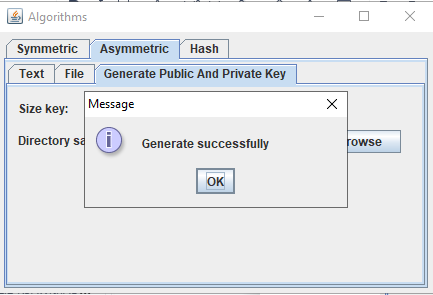 Algorithms
Symmetric Asymmetric Hash
Text File Generate Public And Private Key
Message
Size key:
Generate successfully
Directory sa
rowse
OK